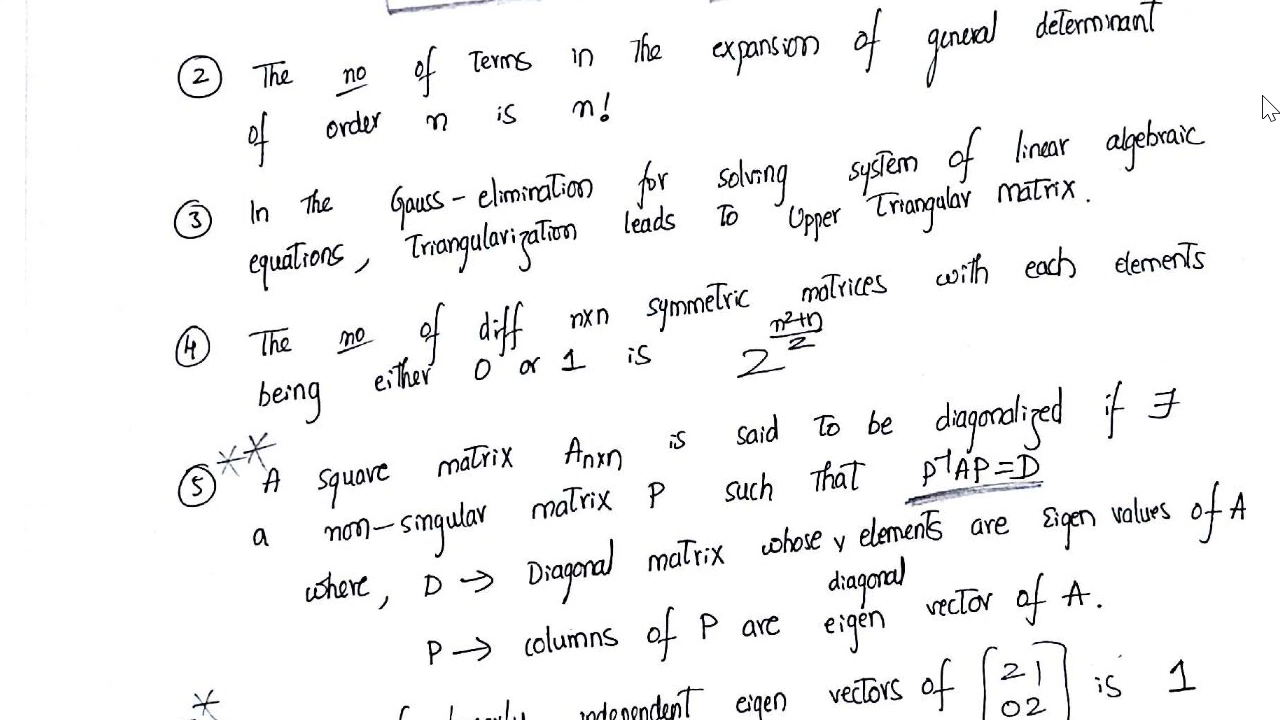 ② The no of Terms in The expansion of general determinant
of order n is n!
③ In The Gauss-elimination for solving system of linear algebraic
equations, Triangularization leads To Upper Triangular matrix.
④ The no of diff nxn symmetric matrices with each elements
being either 0 or 1 is 2^((n²+n)/2)
⑤ ** A square matrix Anxn is said To be diagonalized if ∃
a non-singular matrix P such That P⁻¹AP=D
where, D → Diagonal matrix whose diagonal elements are Eigen values of A
P → columns of P are eigen vector of A.
* independent eigen vectors of [2 1
0 2] is 1